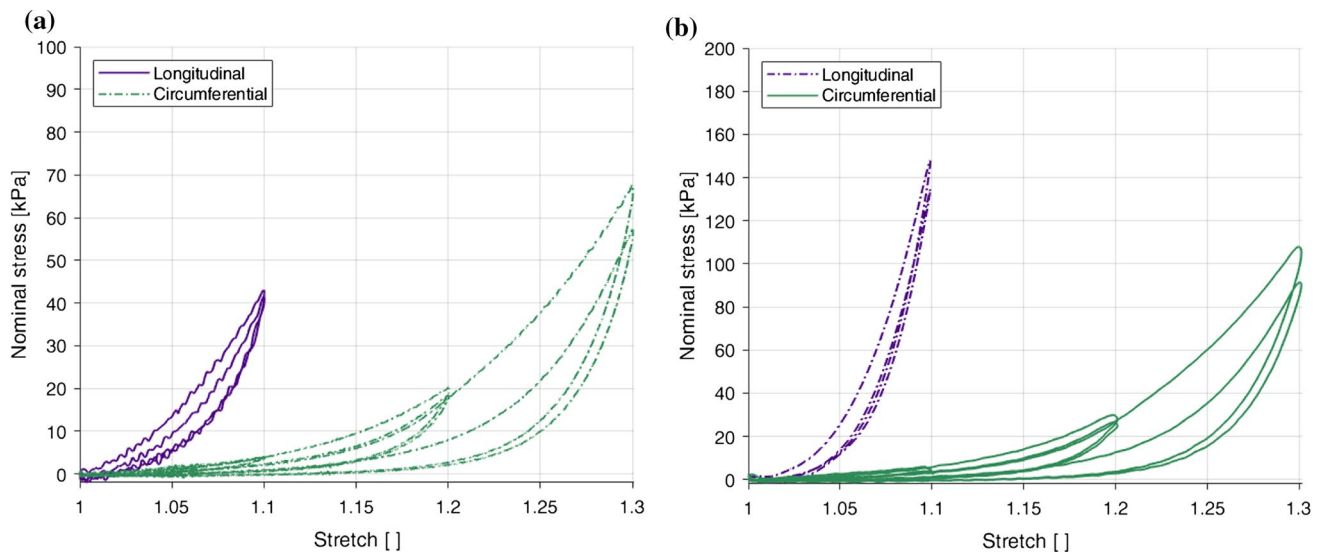 (a)
100
90
80
70
60
50
40
30
20
10
0
Nominal stress [kPa]
Longitudinal
Circumferential
1 1.05 1.1 1.15 1.2 1.25 1.3
Stretch [ ]
(b)
200
180
160
140
120
100
80
60
40
20
0
Nominal stress [kPa]
Longitudinal
Circumferential
1 1.05 1.1 1.15 1.2 1.25 1.3
Stretch [ ]